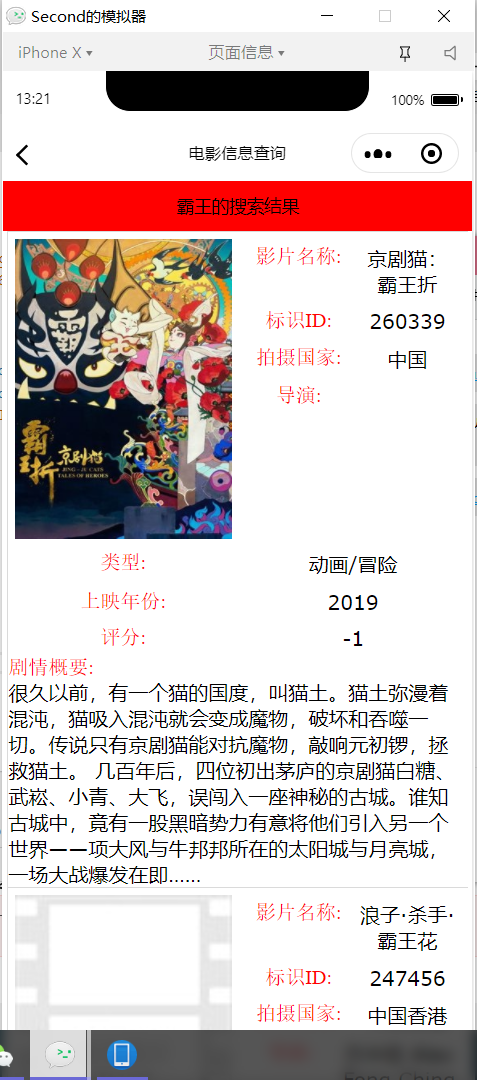 Second的模拟器
iPhone X
页面信息
13:21
100%
电影信息查询
霸王的搜索结果
影片名称:
京剧猫:
霸王折
标识ID:
260339
拍摄国家:
中国
导演:
霸王折
京剧猫
JING-JU CATS
TALES OF HEROES
类型:
动画/冒险
上映年份:
2019
评分:
-1
剧情概要:
很久以前，有一个猫的国度，叫猫土。猫土弥漫着
混沌，猫吸入混沌就会变成魔物，破坏和吞噬一
切。传说只有京剧猫能对抗魔物，敲响元初锣，拯
救猫土。 几百年后，四位初出茅庐的京剧猫白糖、
武崧、小青、大飞，误闯入一座神秘的古城。谁知
古城中，竟有一股黑暗势力有意将他们引入另一个
世界——项大风与牛邦邦所在的太阳城与月亮城，
一场大战爆发在即……
影片名称:
浪子·杀手·
霸王花
标识ID:
247456
拍摄国家:
中国香港